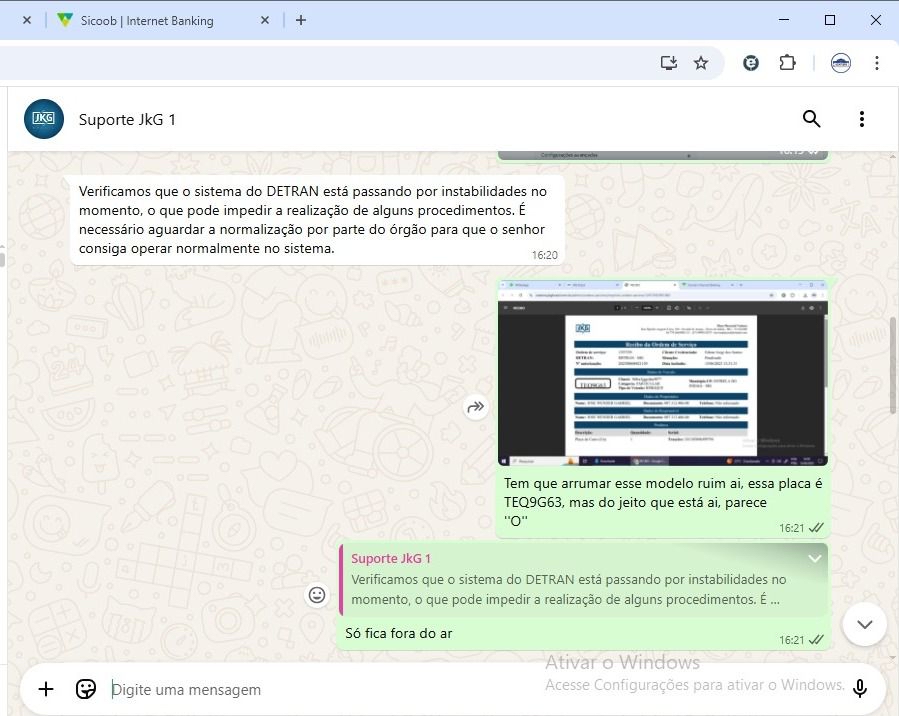 Sicoob | Internet Banking
JKG
Suporte JkG 1
Verificamos que o sistema do DETRAN está passando por instabilidades no
momento, o que pode impedir a realização de alguns procedimentos. É
necessário aguardar a normalização por parte do órgão para que o senhor
consiga operar normalmente no sistema.
16:20
JKG
Recibo da Ordem de Serviço
TEQ9G63
Tem que arrumar esse modelo ruim ai, essa placa é
TEQ9G63, mas do jeito que está ai, parece
"O"
16:21
Suporte JkG 1
Verificamos que o sistema do DETRAN está passando por instabilidades no
momento, o que pode impedir a realização de alguns procedimentos. É ...
Só fica fora do ar
16:21
Ativar o Windows
Acesse Configurações para ativar o Windows.
Digite uma mensagem